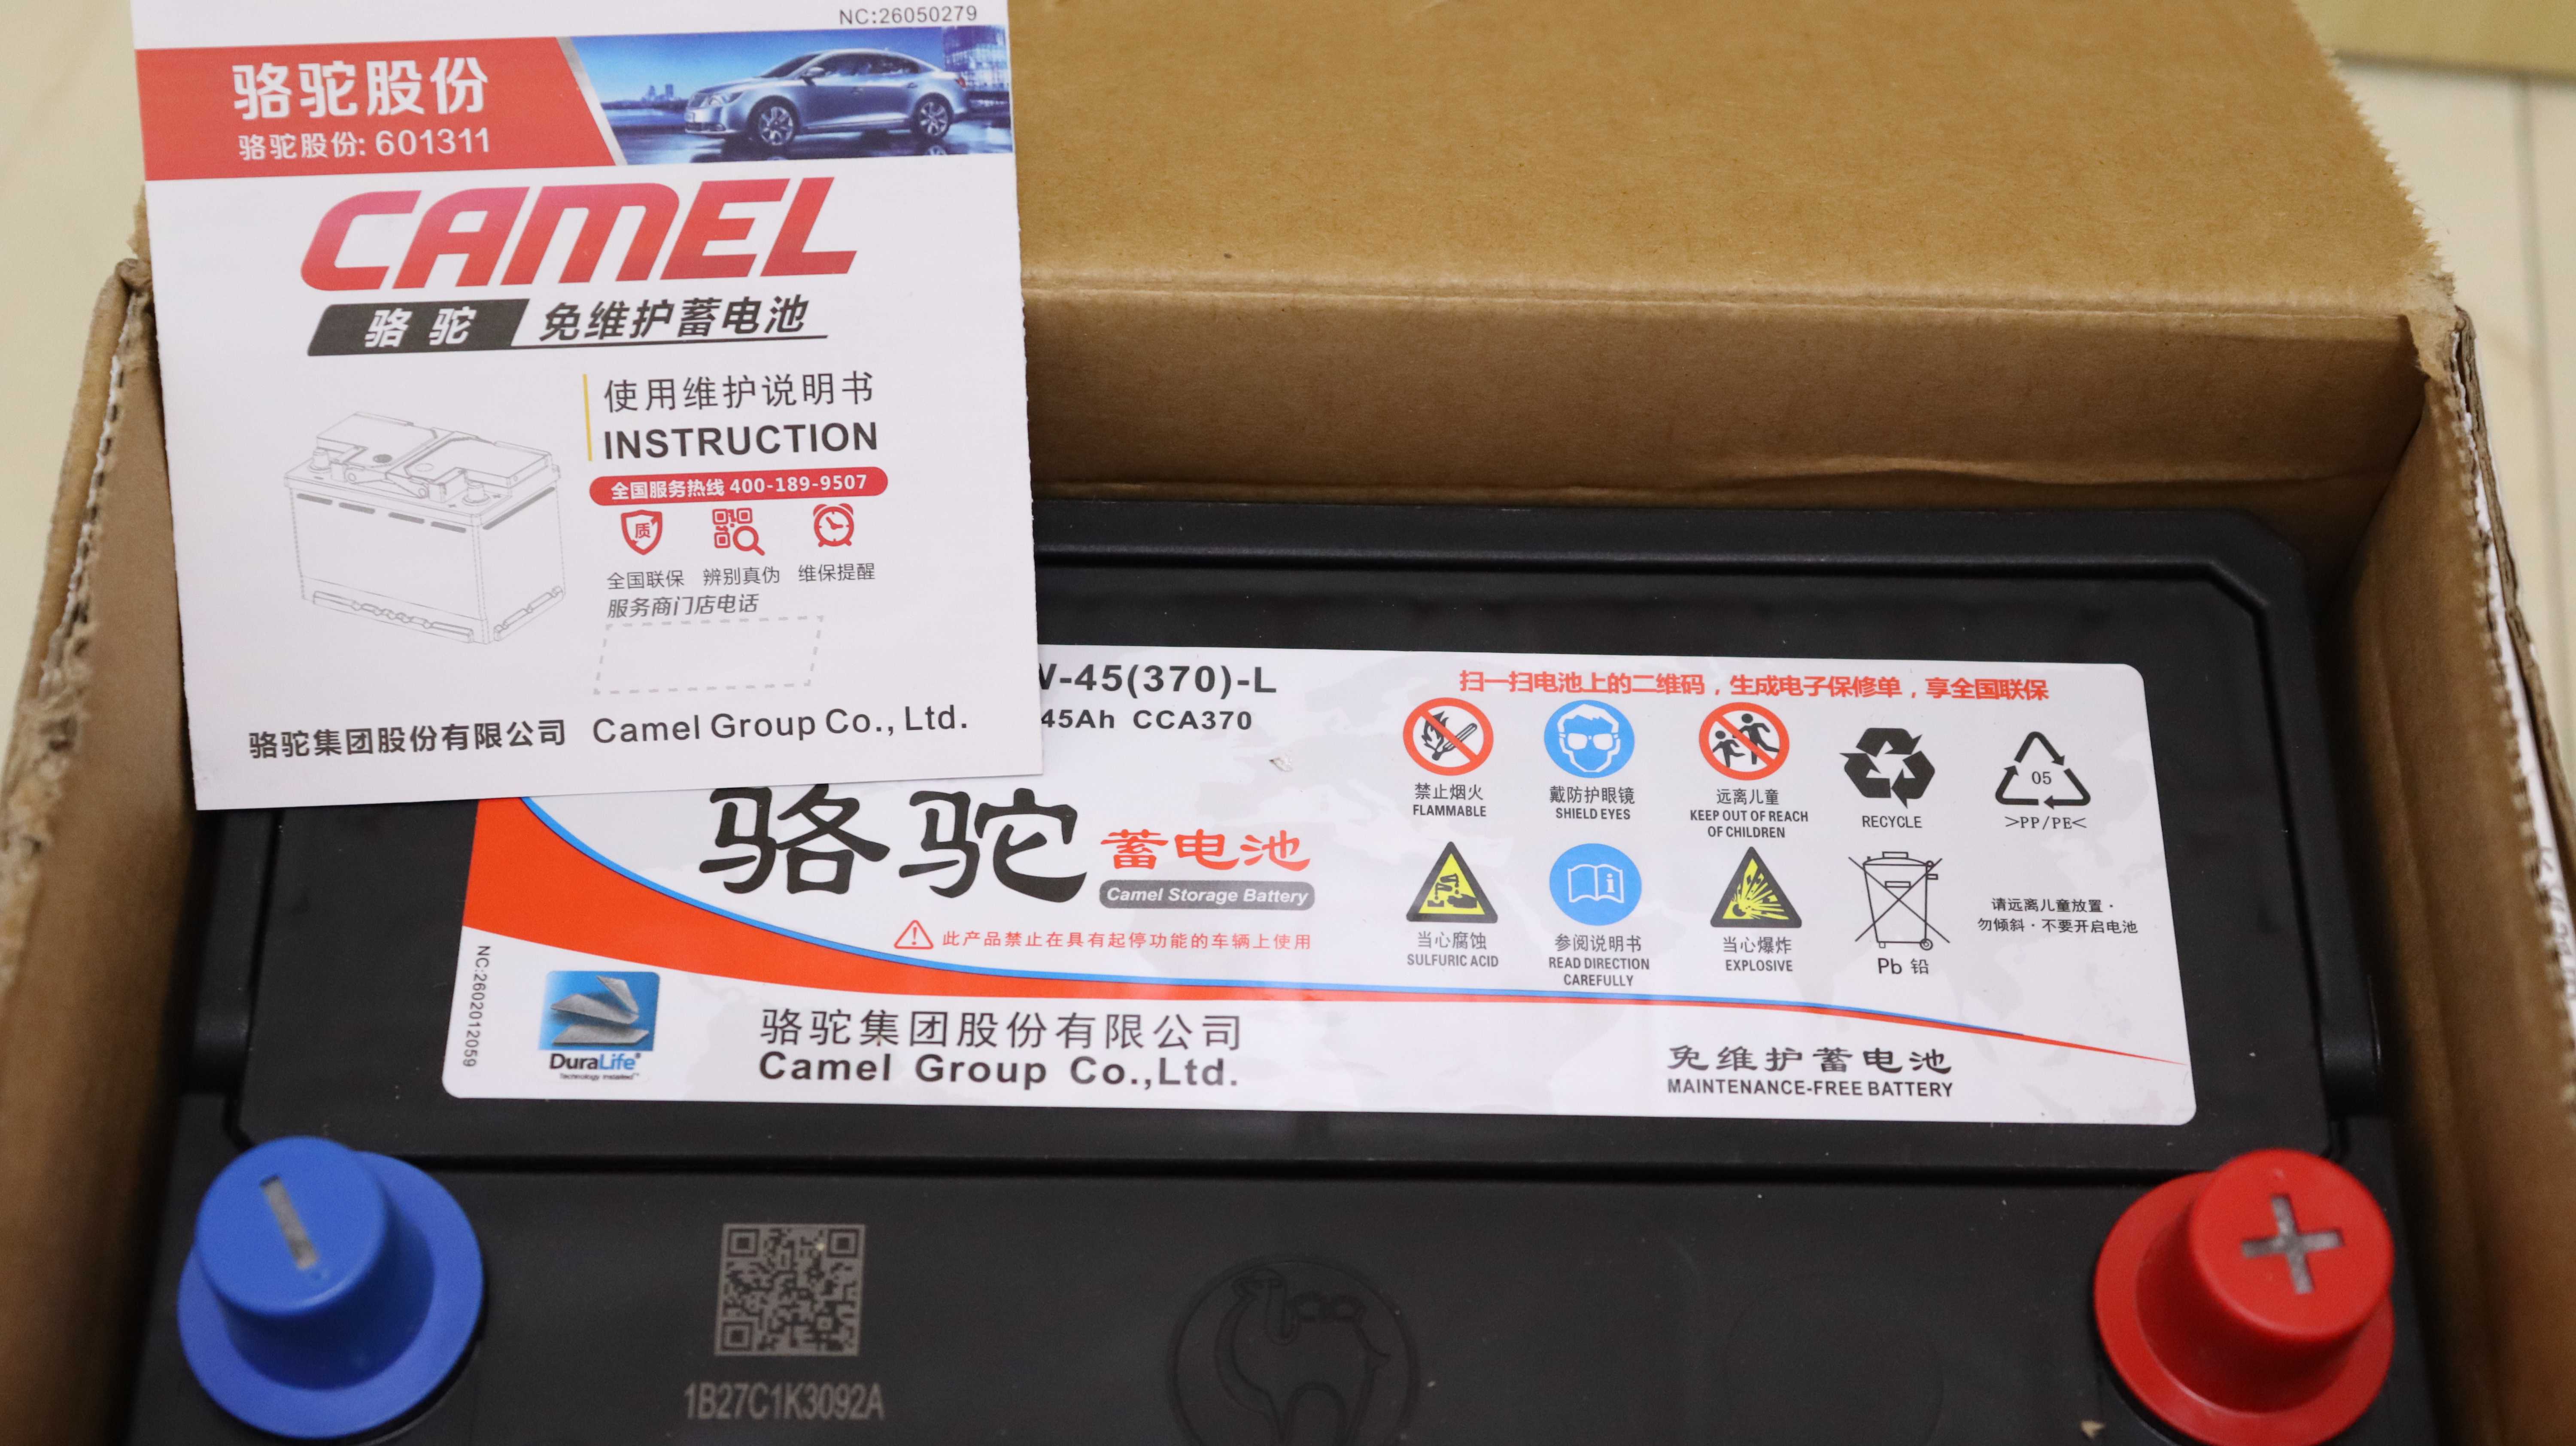 NC:26050279
骆驼股份
骆驼股份: 601311
CAMEL
骆驼 免维护蓄电池
使用维护说明书
INSTRUCTION
全国服务热线 400-189-9507
质
全国联保 辨别真伪 维保提醒
服务商门店电话
骆驼集团股份有限公司 Camel Group Co., Ltd.
-45(370)-L
45Ah CCA370
扫一扫电池上的二维码，生成电子保修单，享全国联保
禁止烟火
FLAMMABLE
戴防护眼镜
SHIELD EYES
远离儿童
KEEP OUT OF REACH
OF CHILDREN
RECYCLE
05
>PP/PE<
骆驼 蓄电池
Camel Storage Battery
此产品禁止在具有起停功能的车辆上使用
当心腐蚀
SULFURIC ACID
参阅说明书
READ DIRECTION
CAREFULLY
当心爆炸
EXPLOSIVE
Pb 铅
请远离儿童放置·
勿倾斜·不要开启电池
NC:2602012059
DuraLife®
Technology Installed™
骆驼集团股份有限公司
Camel Group Co.,Ltd.
免维护蓄电池
MAINTENANCE-FREE BATTERY
1B27C1K3092A